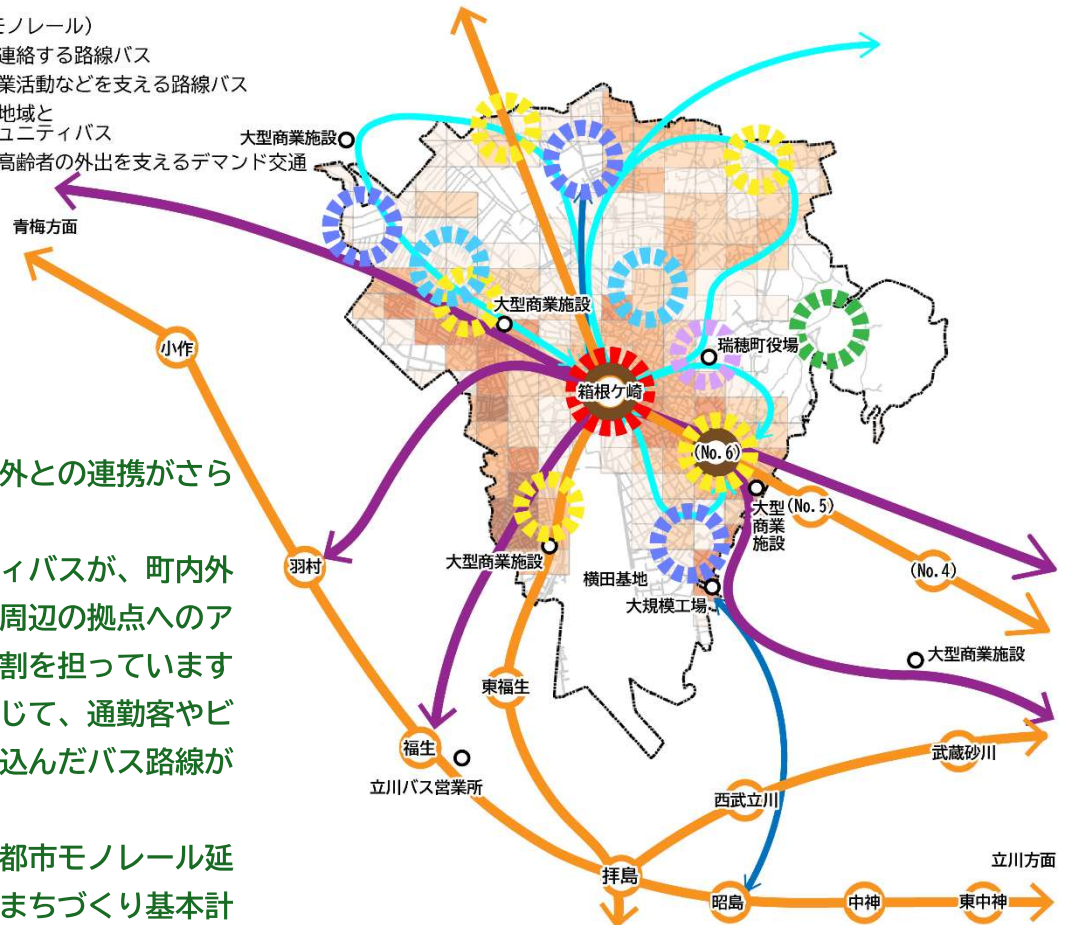 モノレール）
連絡する路線バス
業活動などを支える路線バス
地域と
ュニティバス
高齢者の外出を支えるデマンド交通
大型商業施設
青梅方面
小作
大型商業施設
瑞穂町役場
箱根ケ崎
(No.6)
(No.5)
(No.4)
大型
商業
施設
外との連携がさら
ィバスが、町内外
周辺の拠点へのア
割を担っています
じて、通勤客やビ
込んだバス路線が
都市モノレール延
まちづくり基本計
羽村
大型商業施設
横田基地
大規模工場
大型商業施設
東福生
福生
立川バス営業所
武蔵砂川
西武立川
立川方面
拝島
昭島
中神
東中神